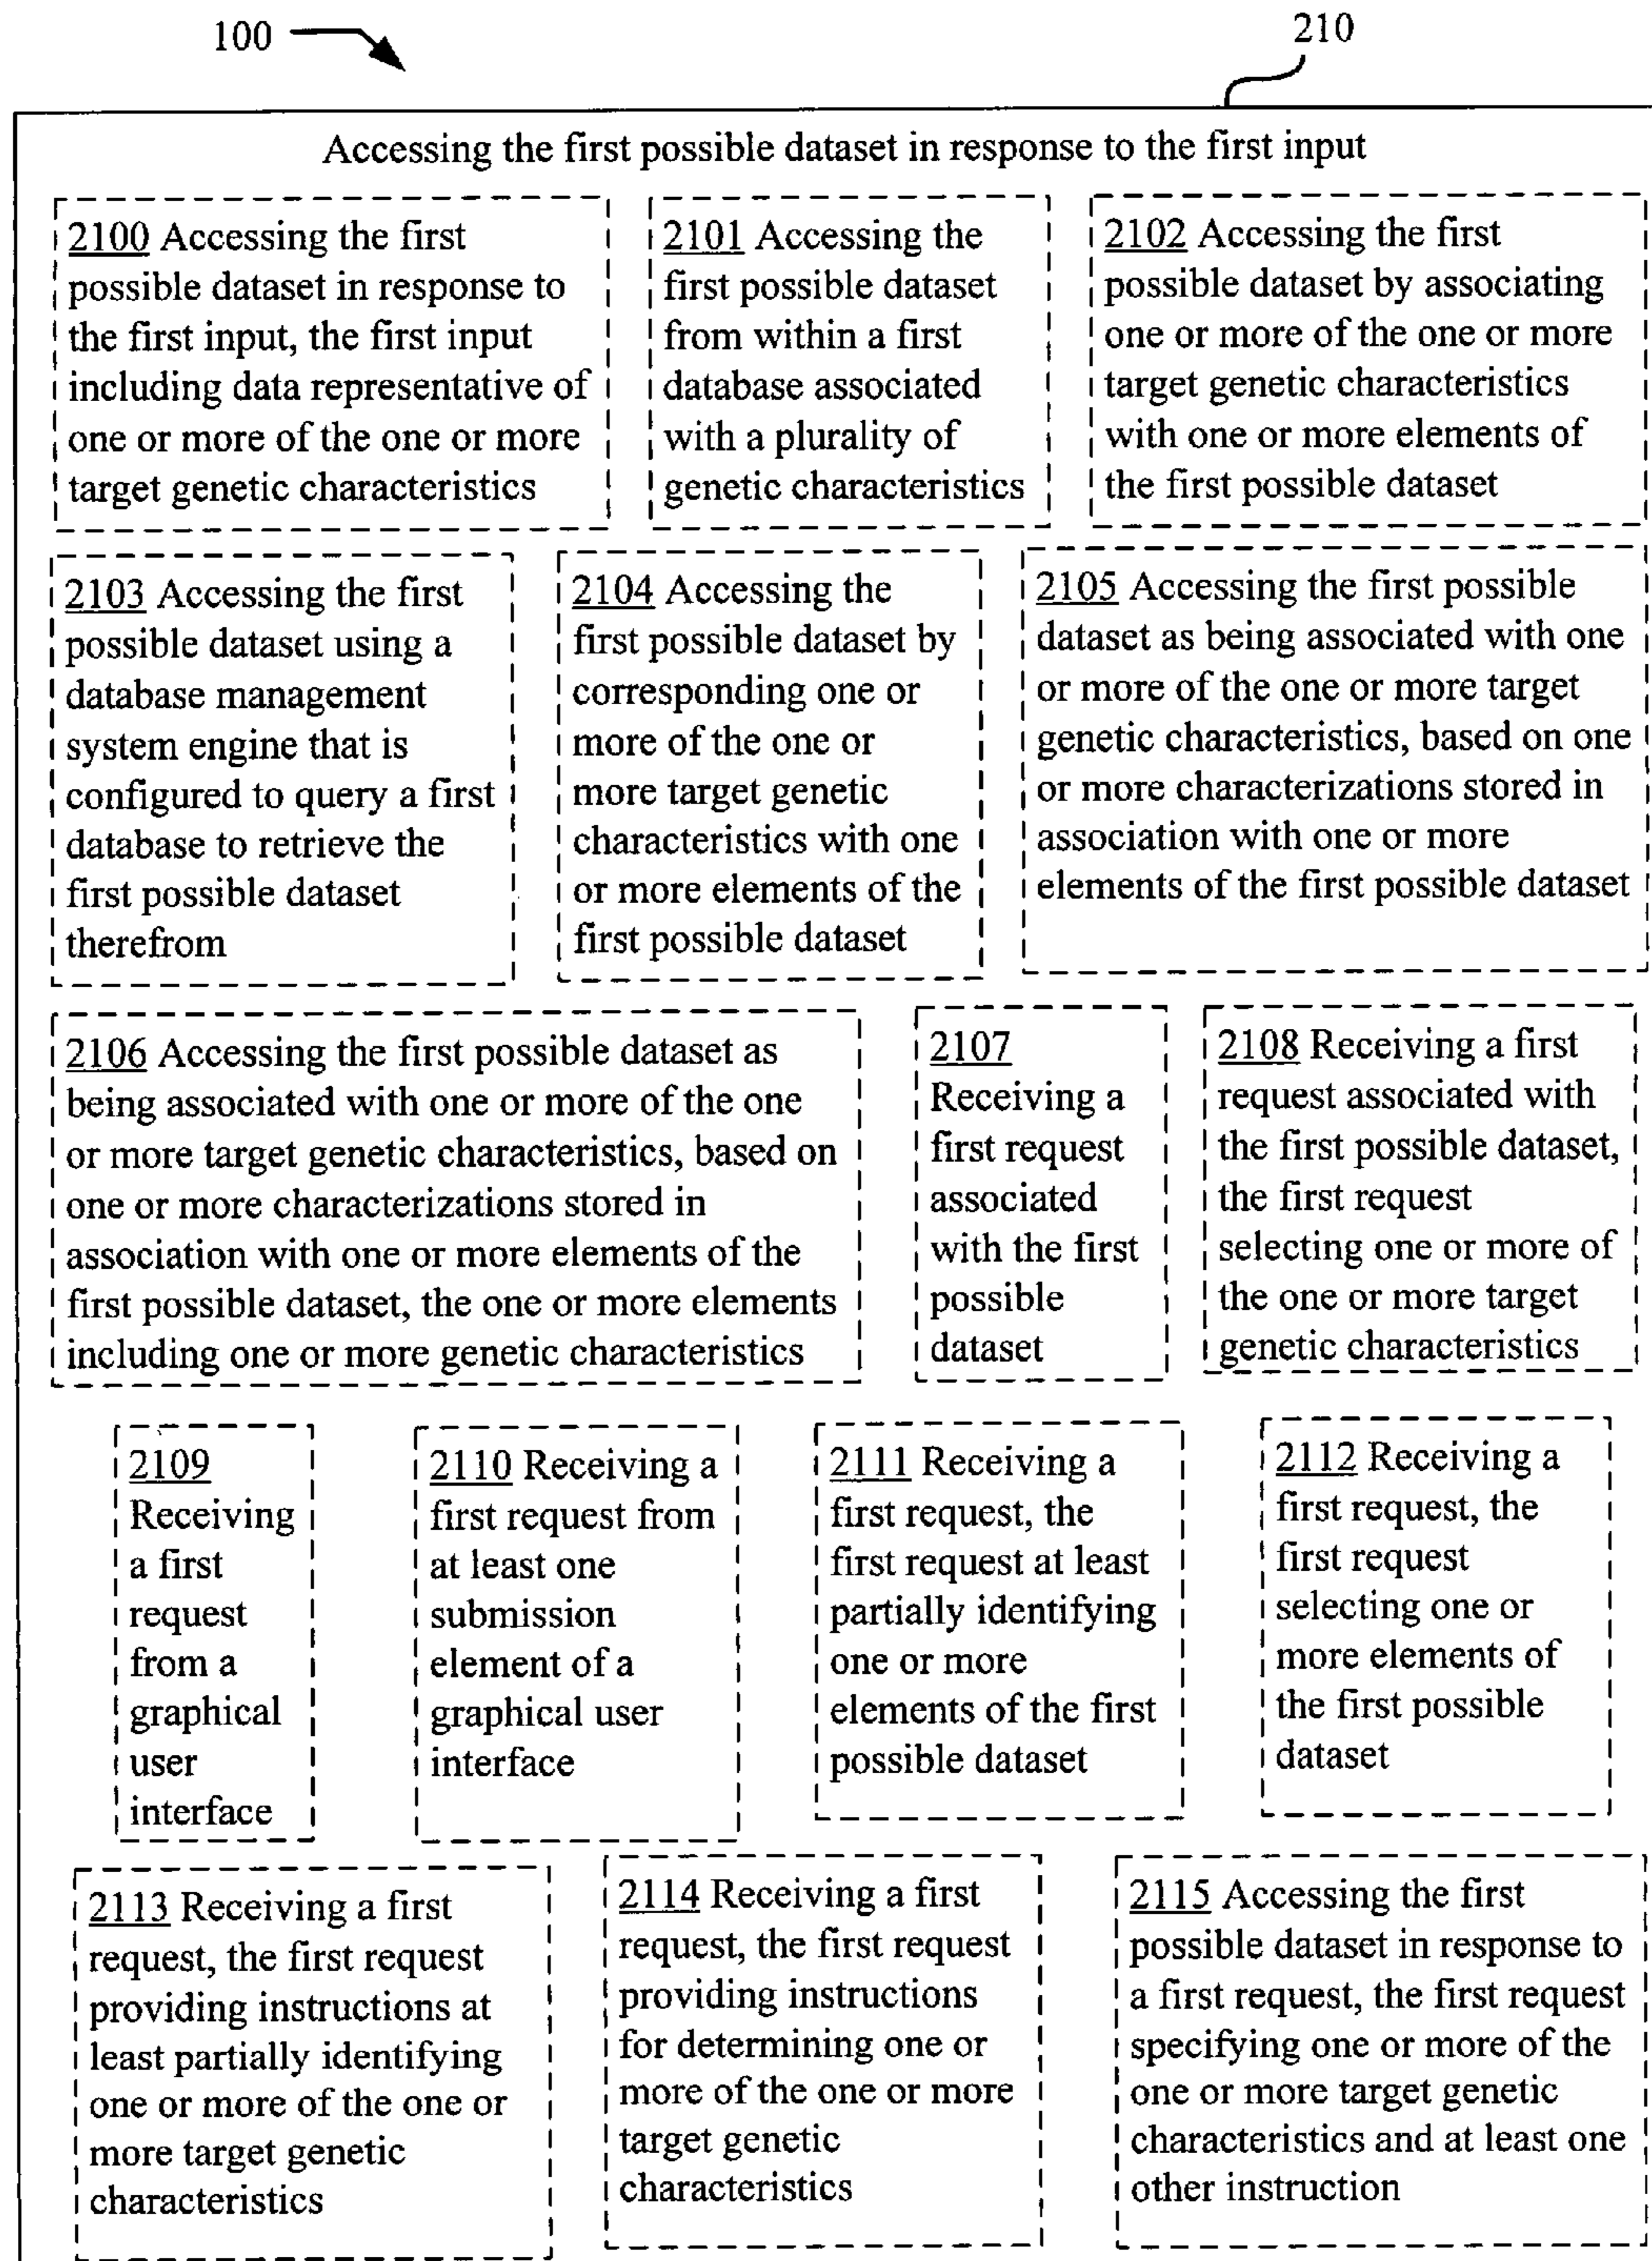 100
210
Accessing the first possible dataset in response to the first input
2100 Accessing the first
possible dataset in response to
the first input, the first input
including data representative of
one or more of the one or more
target genetic characteristics
2101 Accessing the
first possible dataset
from within a first
database associated
with a plurality of
genetic characteristics
2102 Accessing the first
possible dataset by associating
one or more of the one or more
target genetic characteristics
with one or more elements of
the first possible dataset
2103 Accessing the first
possible dataset using a
database management
system engine that is
configured to query a first
database to retrieve the
first possible dataset
therefrom
2104 Accessing the
first possible dataset by
corresponding one or
more of the one or
more target genetic
characteristics with one
or more elements of the
first possible dataset
2105 Accessing the first possible
dataset as being associated with one
or more of the one or more target
genetic characteristics, based on one
or more characterizations stored in
association with one or more
elements of the first possible dataset
2106 Accessing the first possible dataset as
being associated with one or more of the one
or more target genetic characteristics, based on
one or more characterizations stored in
association with one or more elements of the
first possible dataset, the one or more elements
including one or more genetic characteristics
2107
Receiving a
first request
associated
with the first
possible
dataset
2108 Receiving a first
request associated with
the first possible dataset,
the first request
selecting one or more of
the one or more target
genetic characteristics
2109
Receiving
a first
request
from a
graphical
user
interface
2110 Receiving a
first request from
at least one
submission
element of a
graphical user
interface
2111 Receiving a
first request, the
first request at least
partially identifying
one or more
elements of the first
possible dataset
2112 Receiving a
first request, the
first request
selecting one or
more elements of
the first possible
dataset
2113 Receiving a first
request, the first request
providing instructions at
least partially identifying
one or more of the one or
more target genetic
characteristics
2114 Receiving a first
request, the first request
providing instructions
for determining one or
more of the one or more
target genetic
characteristics
2115 Accessing the first
possible dataset in response to
a first request, the first request
specifying one or more of the
one or more target genetic
characteristics and at least one
other instruction